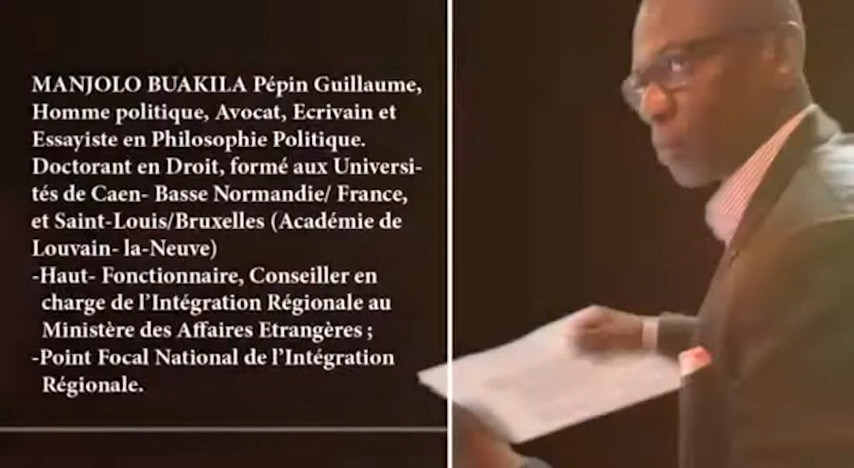 MANJOLO BUAKILA Pépin Guillaume,
Homme politique, Avocat, Ecrivain et
Essayiste en Philosophie Politique.
Doctorant en Droit, formé aux Universi-
tés de Caen- Basse Normandie/ France,
et Saint-Louis/Bruxelles (Académie de
Louvain- la-Neuve)
-Haut- Fonctionnaire, Conseiller en
charge de l'Intégration Régionale au
Ministère des Affaires Etrangères ;
-Point Focal National de l'Intégration
Régionale.